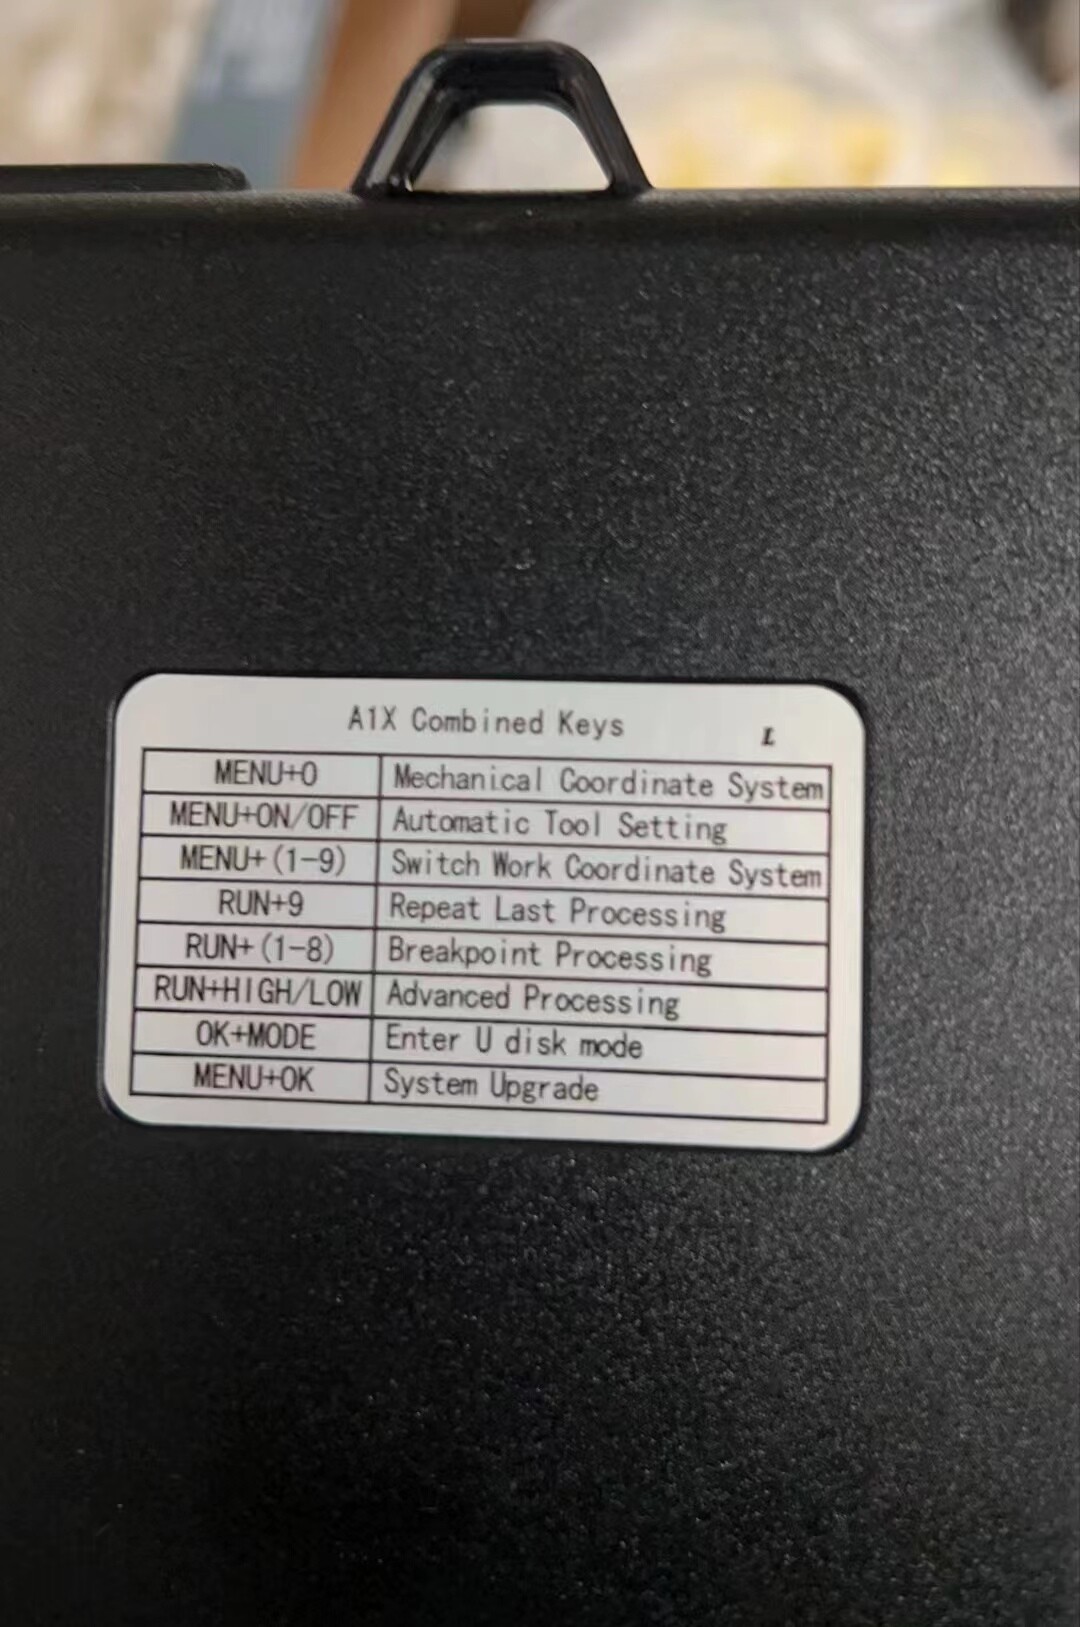 A1X Combined Keys L
MENU+0 Mechanical Coordinate System
MENU+ON/OFF Automatic Tool Setting
MENU+(1-9) Switch Work Coordinate System
RUN+9 Repeat Last Processing
RUN+(1-8) Breakpoint Processing
RUN+HIGH/LOW Advanced Processing
OK+MODE Enter U disk mode
MENU+OK System Upgrade